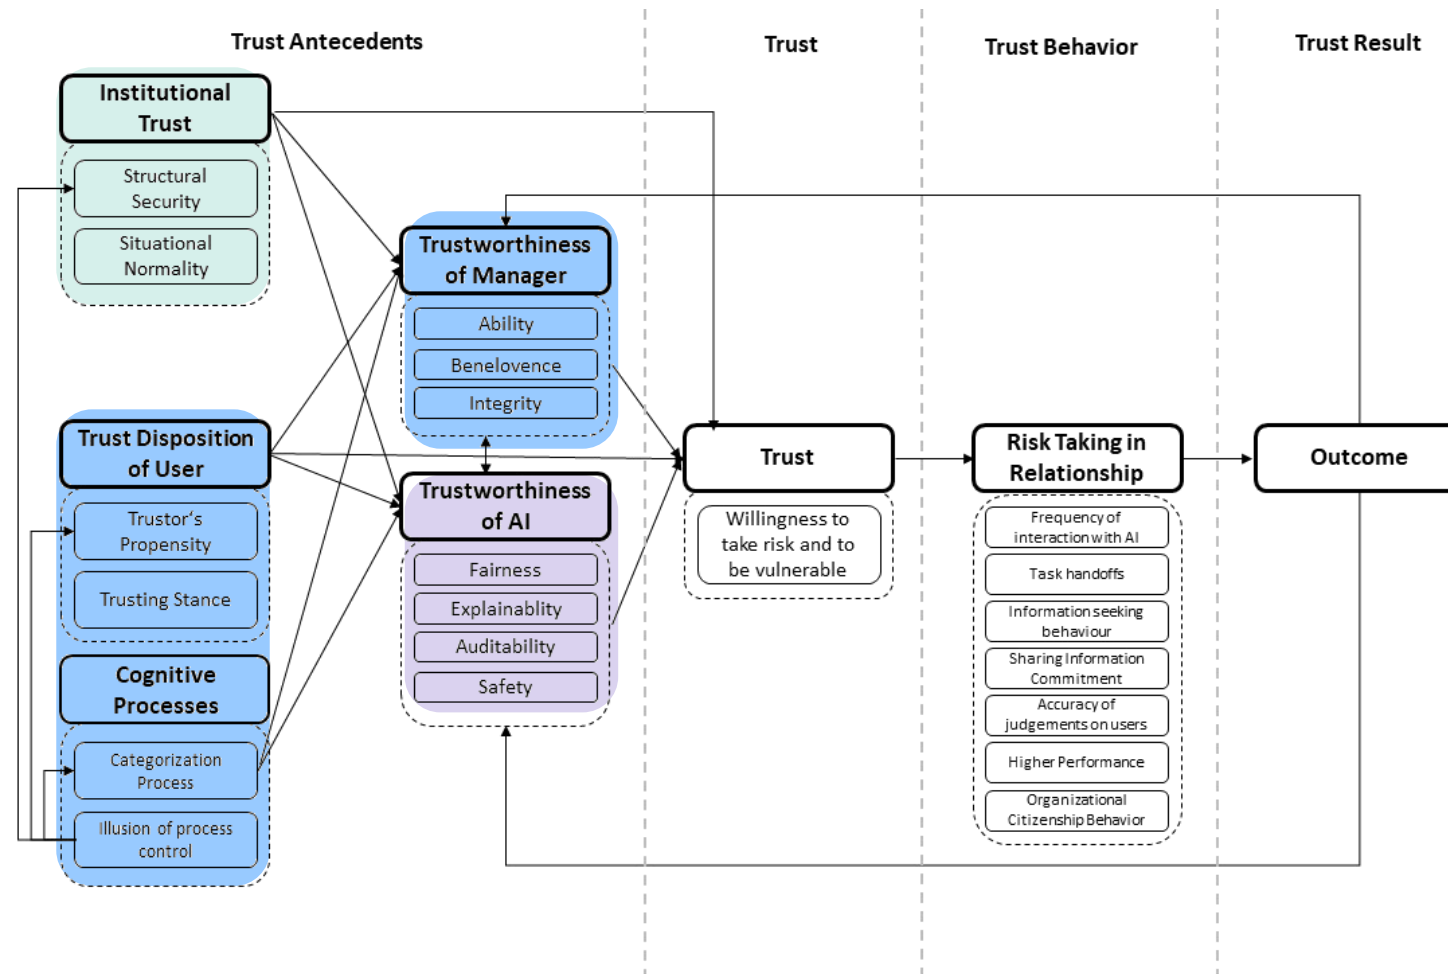 Trust Antecedents
Trust
Trust Behavior
Trust Result
Institutional
Trust
Structural
Security
Situational
Normality
Trust Disposition
of User
Trustor's
Propensity
Trusting Stance
Cognitive
Processes
Categorization
Process
Illusion of process
control
Trustworthiness
of Manager
Ability
Benelovence
Integrity
Trustworthiness
of AI
Fairness
Explainablity
Auditability
Safety
Trust
Willingness to
take risk and to
be vulnerable
Risk Taking in
Relationship
Frequency of
interaction with AI
Task handoffs
Information seeking
behaviour
Sharing Information
Commitment
Accuracy of
judgements on users
Higher Performance
Organizational
Citizenship Behavior
Outcome